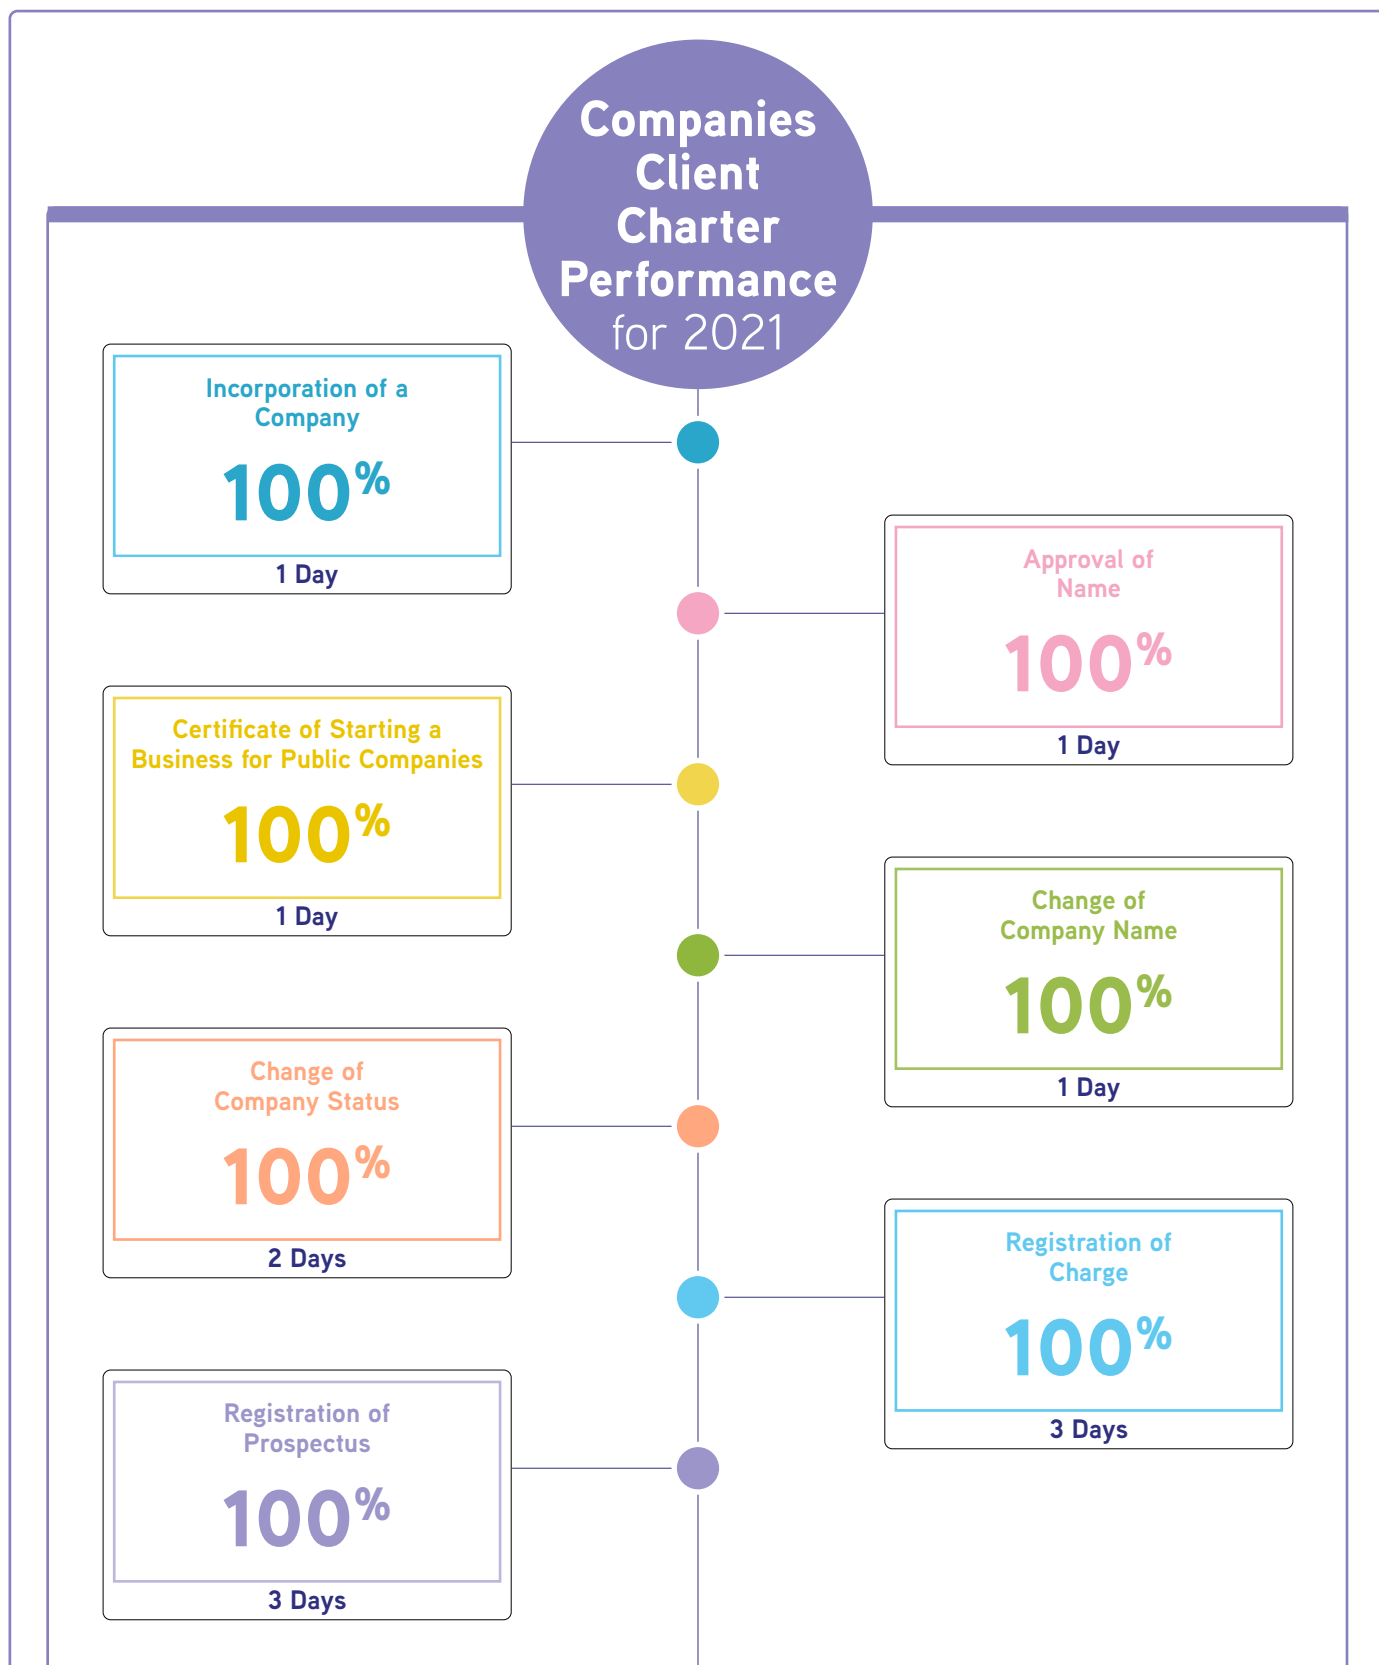 Companies
Client
Charter
Performance
for 2021
Incorporation of a
Company
100%
1 Day
Approval of
Name
100%
1 Day
Certificate of Starting a
Business for Public Companies
100%
1 Day
Change of
Company Name
100%
1 Day
Change of
Company Status
100%
2 Days
Registration of
Charge
100%
3 Days
Registration of
Prospectus
100%
3 Days